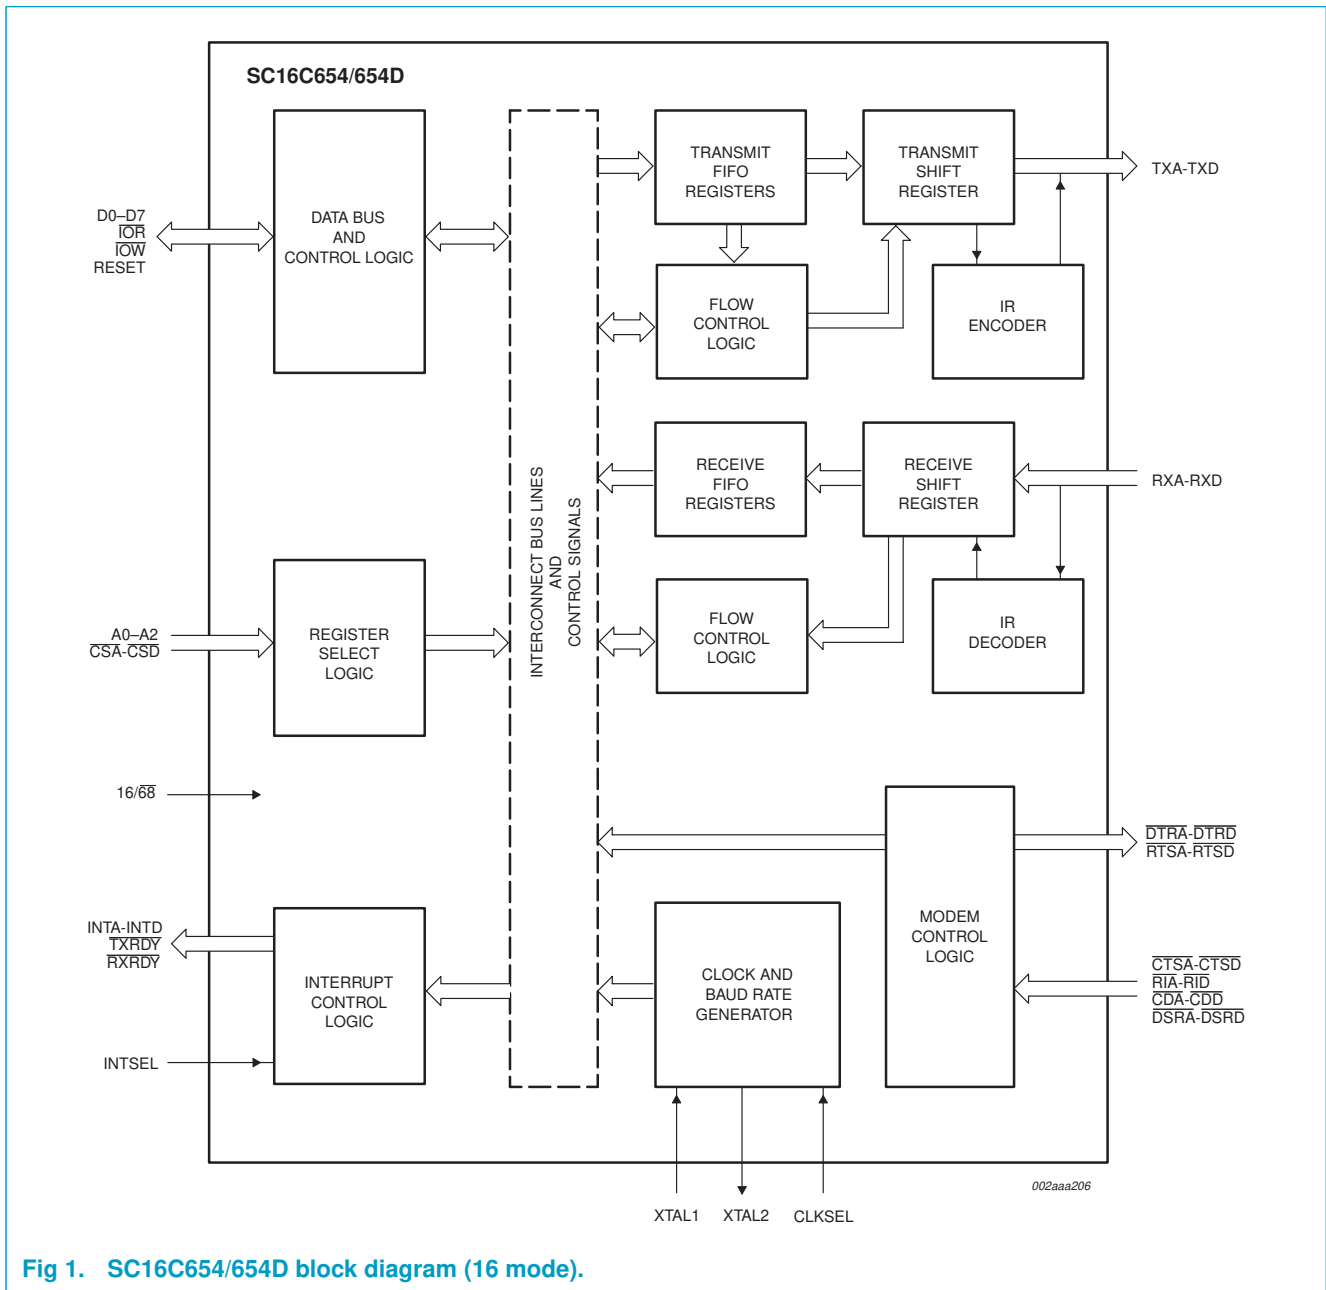 SC16C654/654D
D0–D7
IOR
IOW
RESET
DATA BUS
AND
CONTROL LOGIC
TRANSMIT
FIFO
REGISTERS
TRANSMIT
SHIFT
REGISTER
TXA-TXD
FLOW
CONTROL
LOGIC
IR
ENCODER
INTERCONNECT BUS LINES
AND
CONTROL SIGNALS
RECEIVE
FIFO
REGISTERS
RECEIVE
SHIFT
REGISTER
RXA-RXD
A0–A2
CSA-CSD
REGISTER
SELECT
LOGIC
FLOW
CONTROL
LOGIC
IR
DECODER
16/68
DTRA-DTRD
RTSA-RTSD
MODEM
CONTROL
LOGIC
INTA-INTD
TXRDY
RXRDY
INTERRUPT
CONTROL
LOGIC
CLOCK AND
BAUD RATE
GENERATOR
CTSA-CTSD
RIA-RID
CDA-CDD
DSRA-DSRD
INTSEL
XTAL1
XTAL2
CLKSEL
002aaa206
Fig 1. SC16C654/654D block diagram (16 mode).